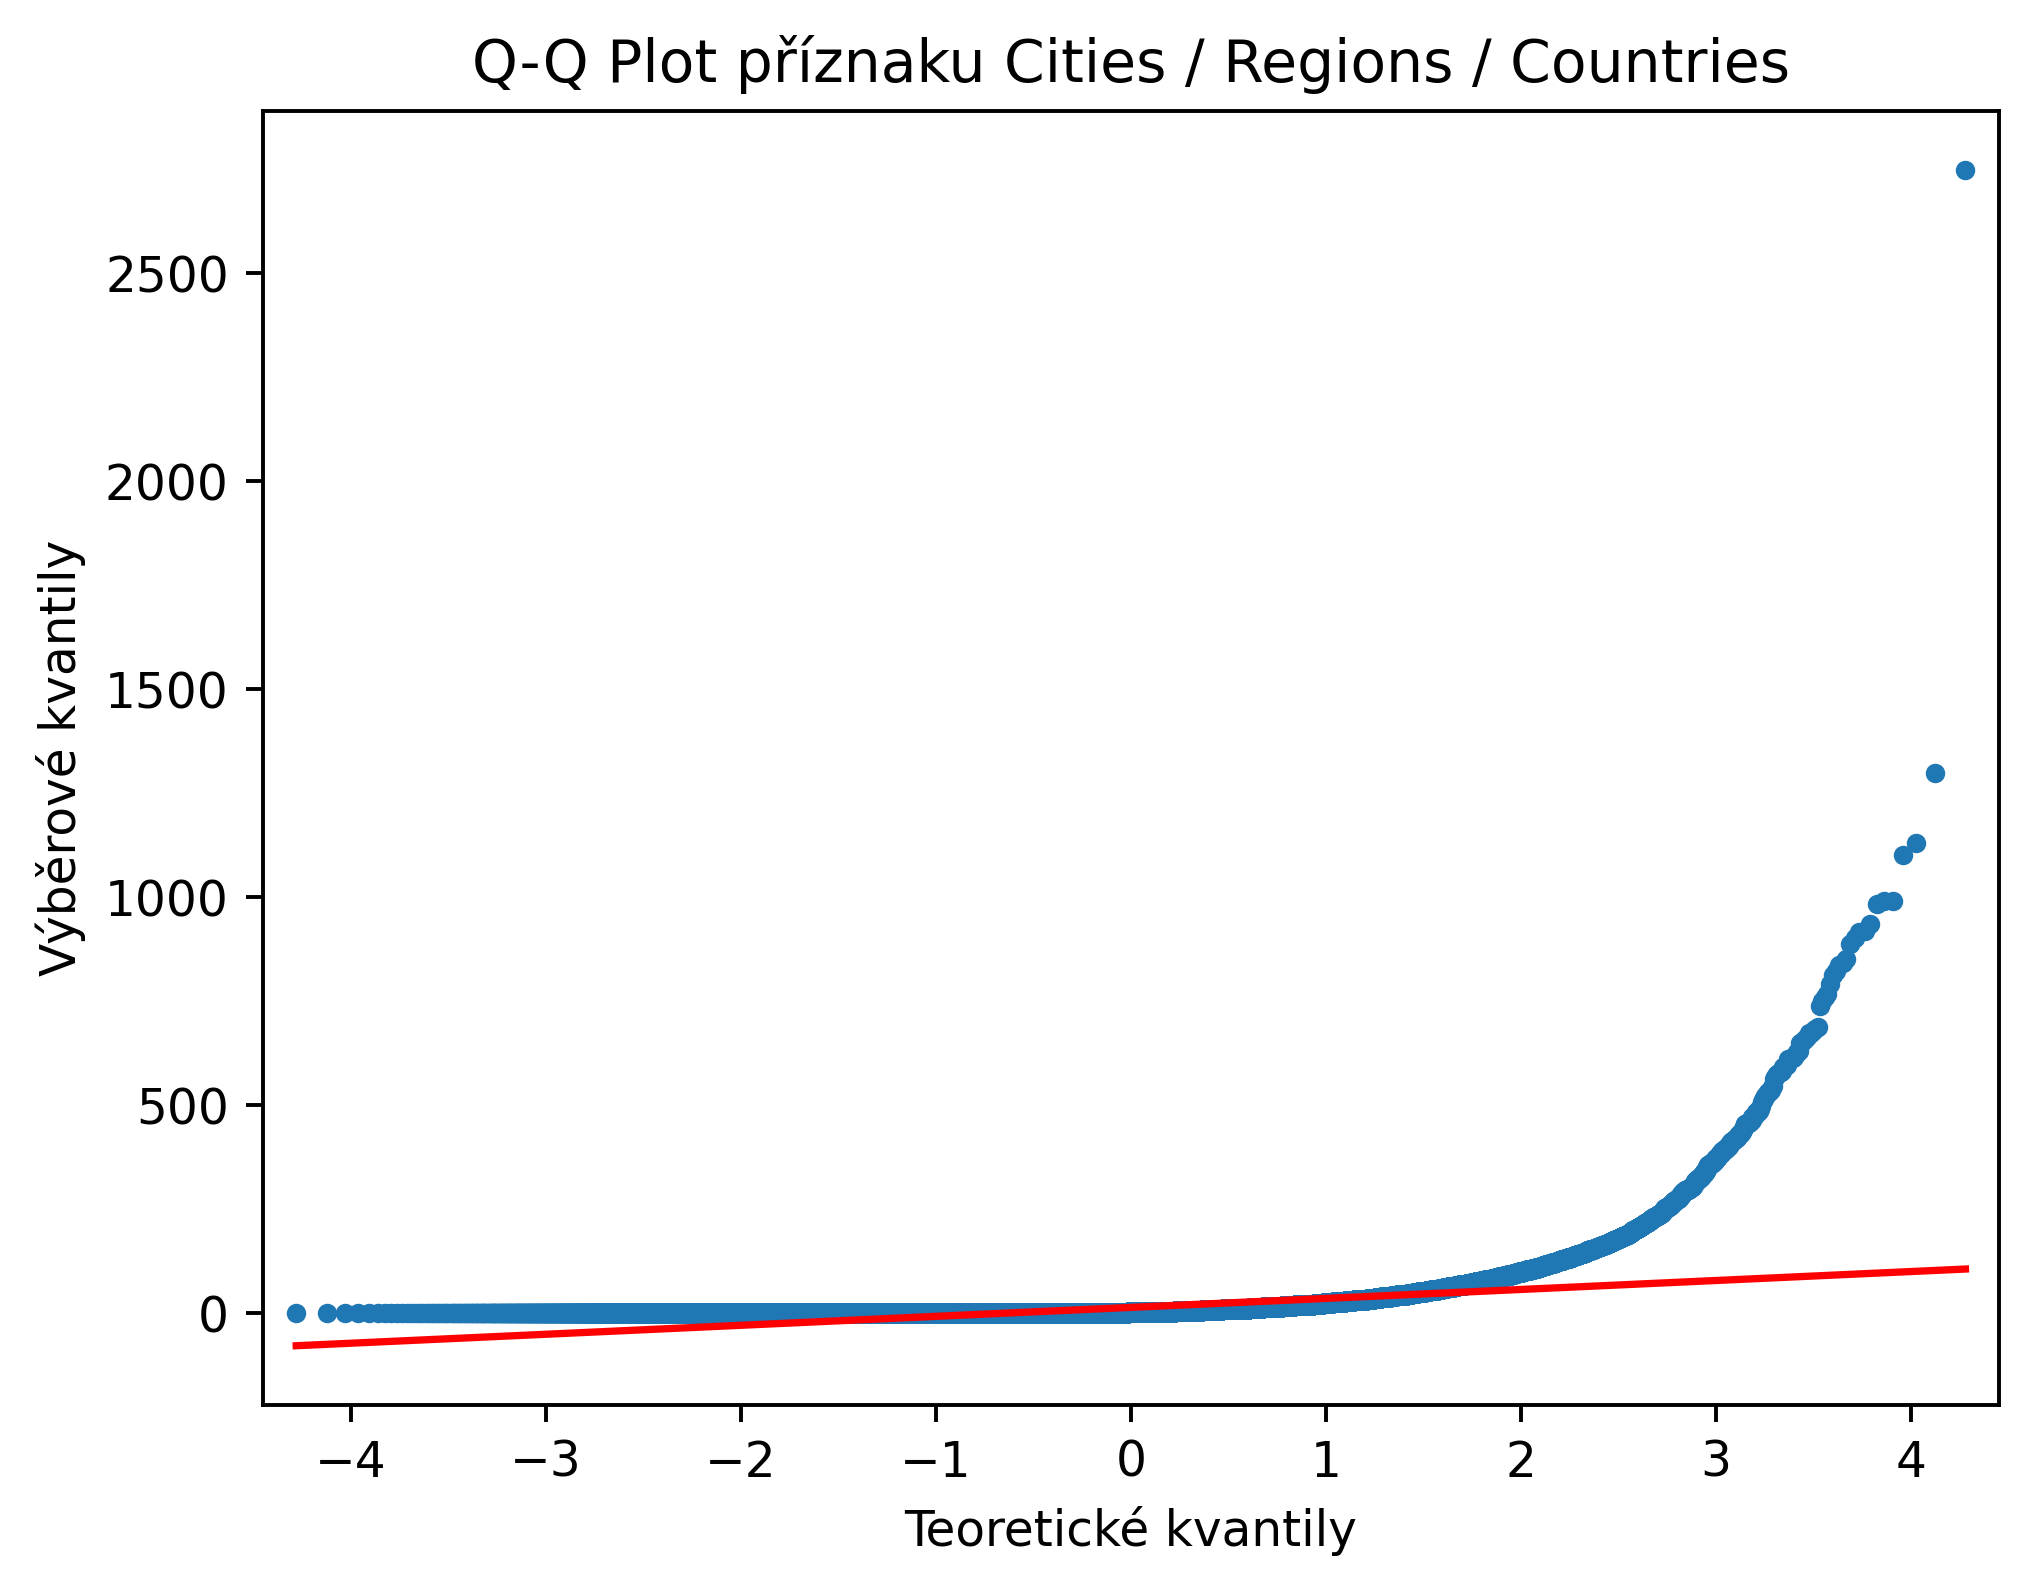 Q-Q Plot příznaku Cities / Regions / Countries
2500
2000
1500
1000
500
0
Výběrové kvantily
−4 −3 −2 −1 0 1 2 3 4
Teoretické kvantily